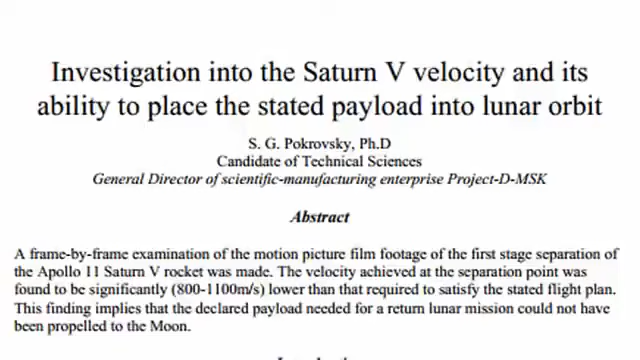 Investigation into the Saturn V velocity and its
ability to place the stated payload into lunar orbit
S. G. Pokrovsky, Ph.D
Candidate of Technical Sciences
General Director of scientific-manufacturing enterprise Project-D-MSK
Abstract
A frame-by-frame examination of the motion picture film footage of the first stage separation of
the Apollo 11 Saturn V rocket was made. The velocity achieved at the separation point was
found to be significantly (800-1100m/s) lower than that required to satisfy the stated flight plan.
This finding implies that the declared payload needed for a return lunar mission could not have
been propelled to the Moon.